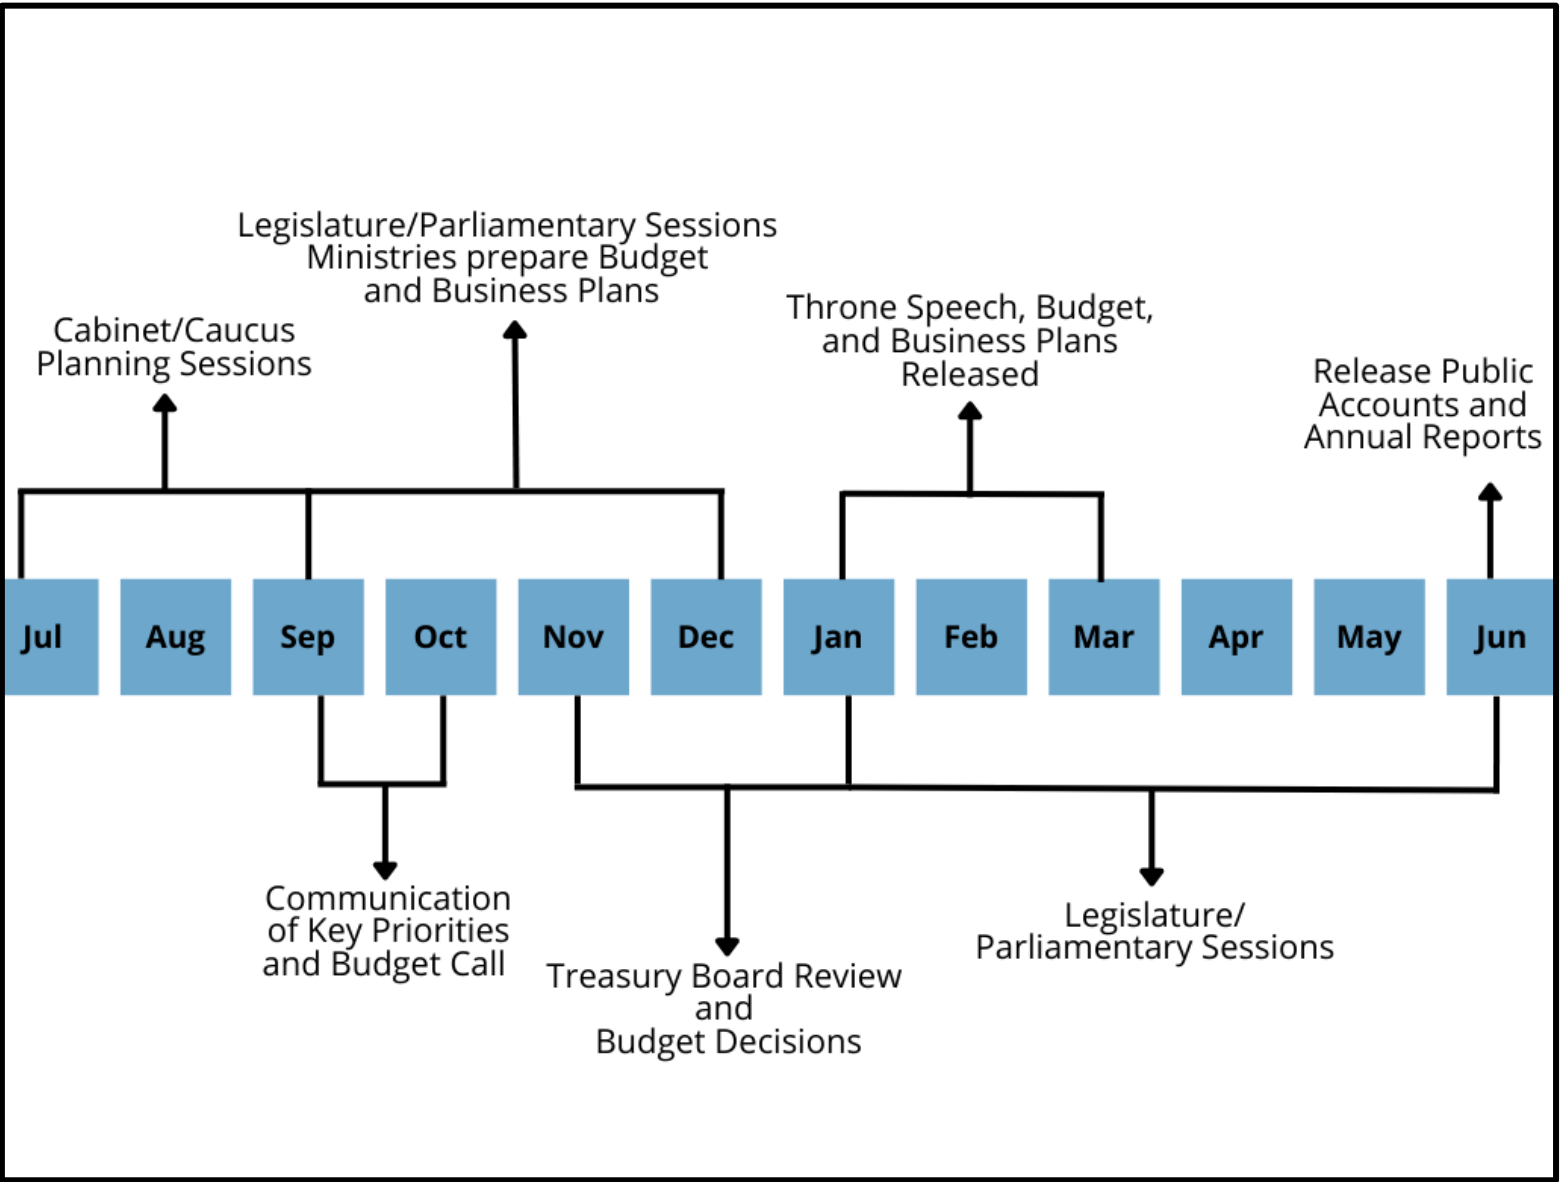 Legislature/Parliamentary Sessions
Ministries prepare Budget
and Business Plans
Cabinet/Caucus
Planning Sessions
Throne Speech, Budget,
and Business Plans
Released
Release Public
Accounts and
Annual Reports
Jul Aug Sep Oct Nov Dec Jan Feb Mar Apr May Jun
Communication
of Key Priorities
and Budget Call
Treasury Board Review
and
Budget Decisions
Legislature/
Parliamentary Sessions